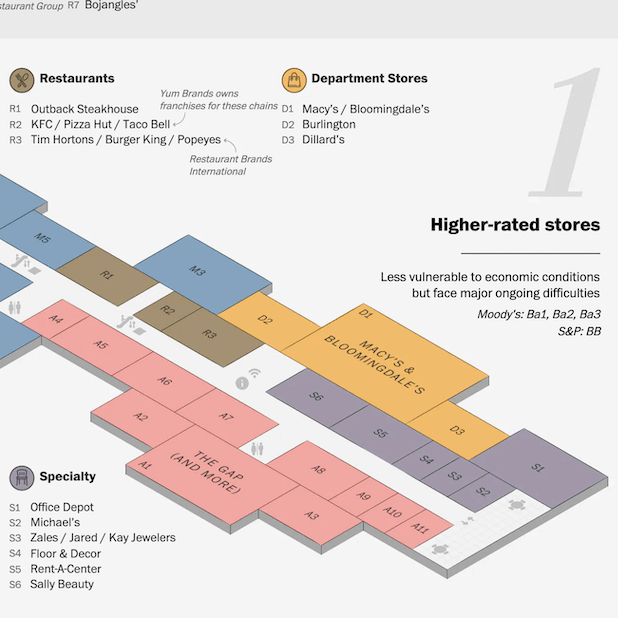 staurant Group R7 Bojangles'
Restaurants
R1 Outback Steakhouse
R2 KFC / Pizza Hut / Taco Bell
R3 Tim Hortons / Burger King / Popeyes
Yum Brands owns
franchises for these chains
Restaurant Brands
International
Department Stores
D1 Macy's / Bloomingdale's
D2 Burlington
D3 Dillard's
1
Higher-rated stores
Less vulnerable to economic conditions
but face major ongoing difficulties
Moody's: Ba1, Ba2, Ba3
S&P: BB
M5
R1
M3
R2
R3
D2
D1
MACY'S &
BLOOMINGDALE'S
D3
A4
A5
A6
A7
A2
A1
THE GAP
(AND MORE)
A3
A8
A9
A10
A11
S6
S5
S4
S3
S2
S1
Specialty
S1 Office Depot
S2 Michael's
S3 Zales / Jared / Kay Jewelers
S4 Floor & Decor
S5 Rent-A-Center
S6 Sally Beauty